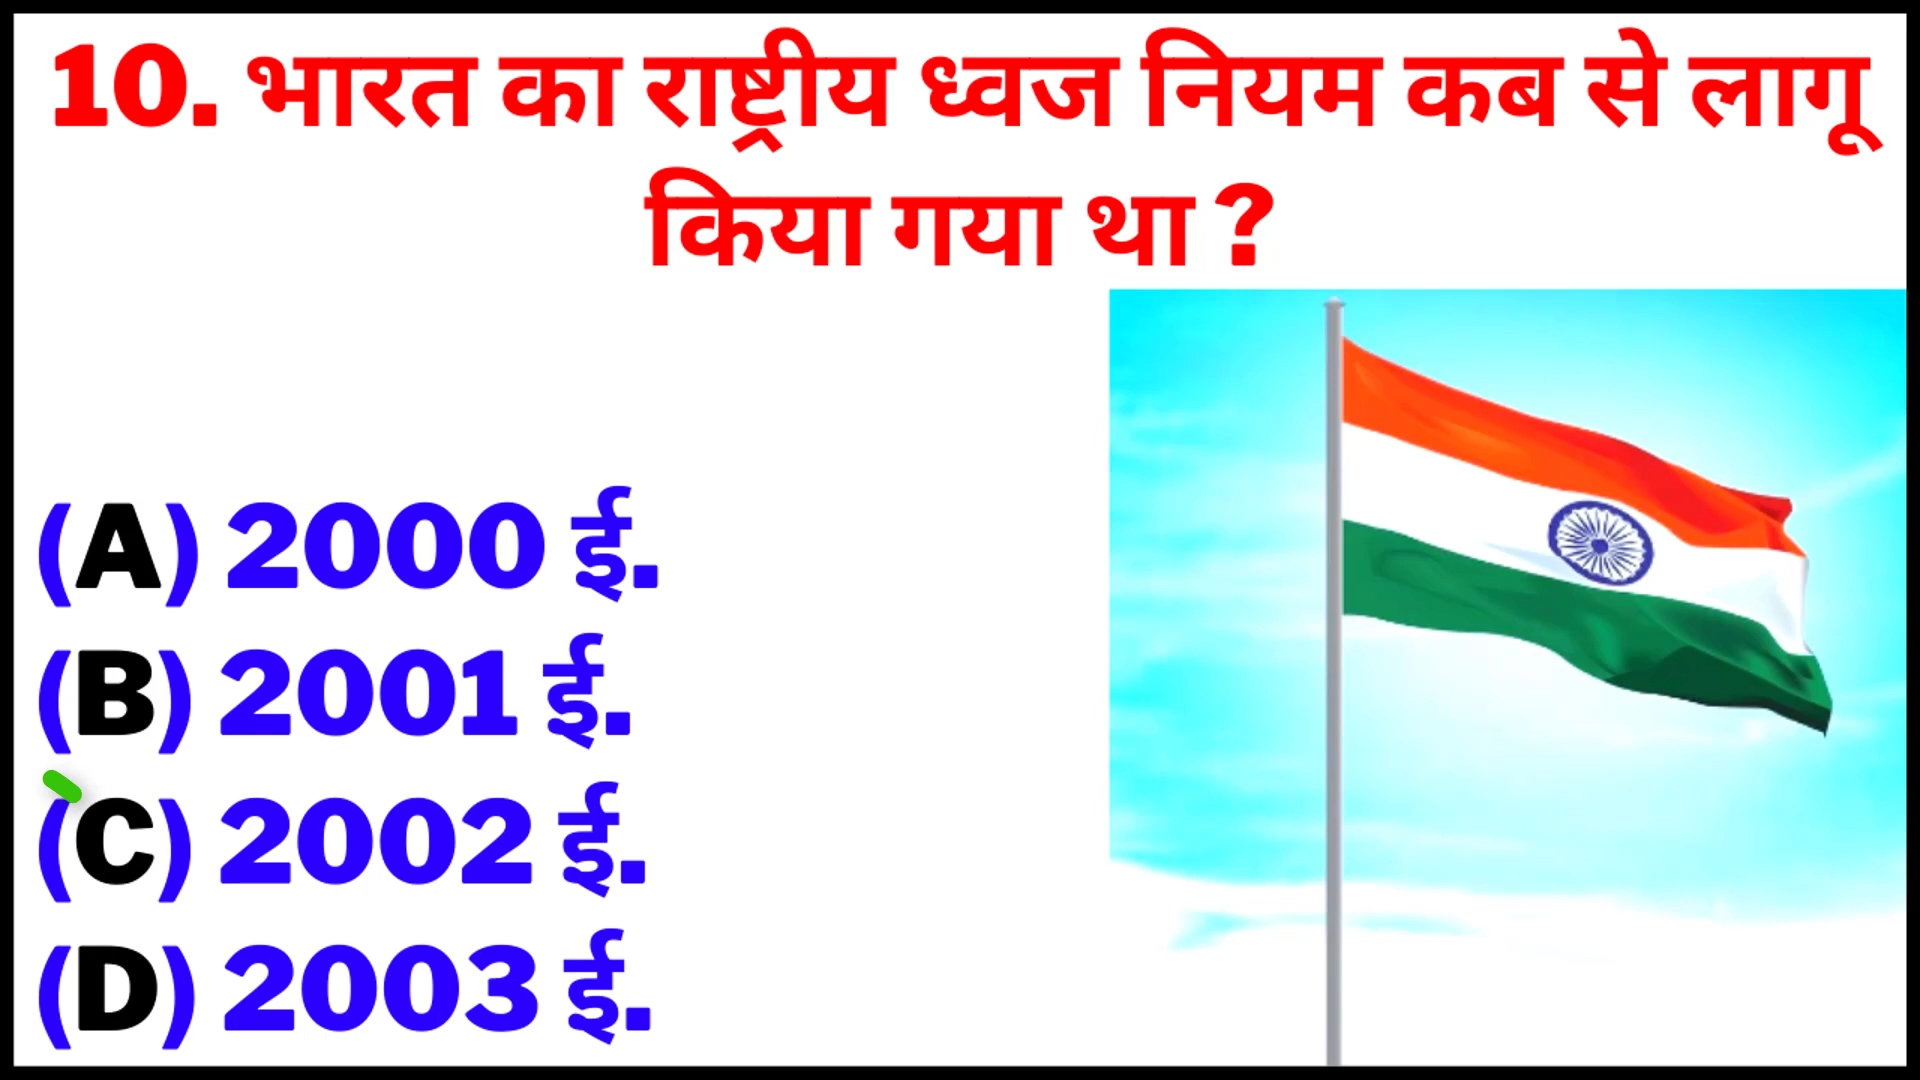 10. भारत का राष्ट्रीय ध्वज नियम कब से लागू
किया गया था ?
(A) 2000 ई.
(B) 2001 ई.
(C) 2002 ई.
(D) 2003 ई.